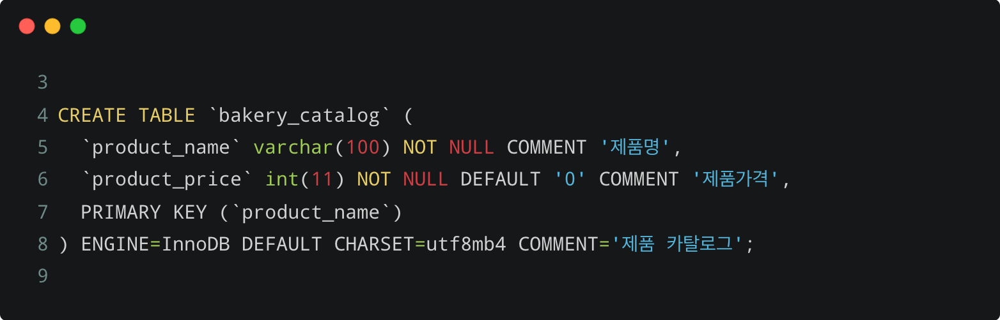 3
4 CREATE TABLE `bakery_catalog` (
5   `product_name` varchar(100) NOT NULL COMMENT '제품명',
6   `product_price` int(11) NOT NULL DEFAULT '0' COMMENT '제품가격',
7   PRIMARY KEY (`product_name`)
8 ) ENGINE=InnoDB DEFAULT CHARSET=utf8mb4 COMMENT='제품 카탈로그';
9